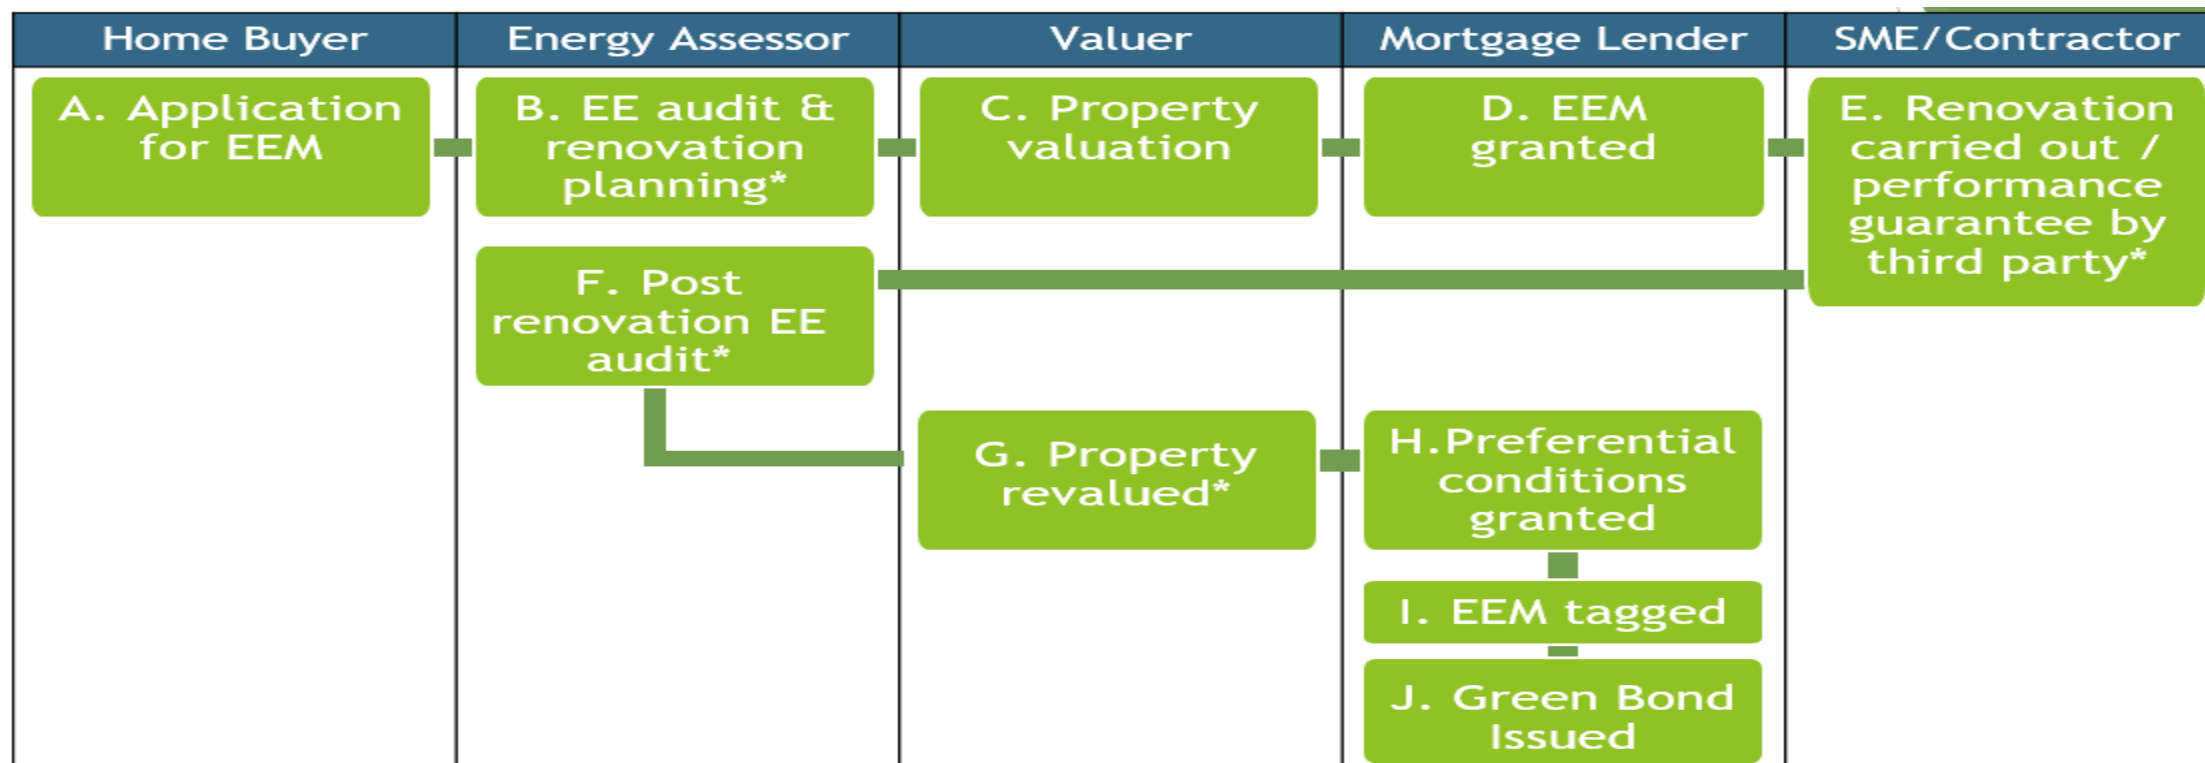 Home Buyer
Energy Assessor
Valuer
Mortgage Lender
SME/Contractor
A. Application
for EEM
B. EE audit &
renovation
planning*
C. Property
valuation
D. EEM
granted
E. Renovation
carried out /
performance
guarantee by
third party*
F. Post
renovation EE
audit*
G. Property
revalued*
H.Preferential
conditions
granted
I. EEM tagged
J. Green Bond
Issued